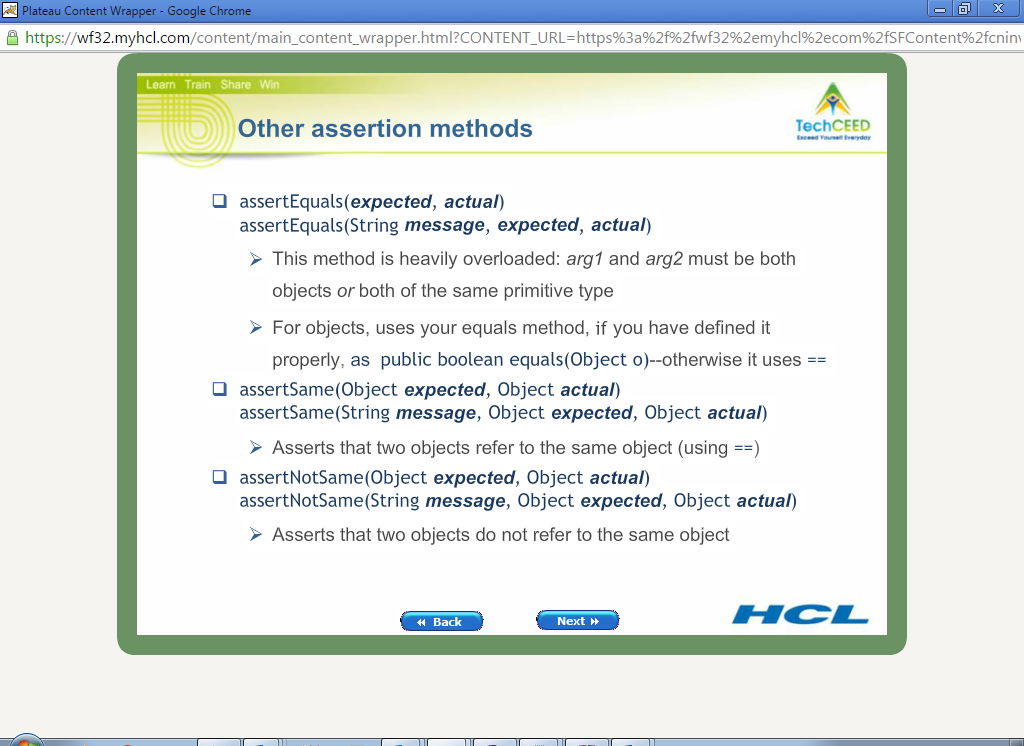 Plateau Content Wrapper - Google Chrome
https://wf32.myhcl.com/content/main_content_wrapper.html?CONTENT_URL=https%3a%2f%2fwf32%2emyhcl%2ecom%2fSFContent%2fcninv
Learn Train Share Win
Other assertion methods
TechCEED
Exceed Yourself Everyday
assertEquals(expected, actual)
assertEquals(String message, expected, actual)
This method is heavily overloaded: arg1 and arg2 must be both
objects or both of the same primitive type
For objects, uses your equals method, if you have defined it
properly, as public boolean equals(Object o)--otherwise it uses ==
assertSame(Object expected, Object actual)
assertSame(String message, Object expected, Object actual)
Asserts that two objects refer to the same object (using ==)
assertNotSame(Object expected, Object actual)
assertNotSame(String message, Object expected, Object actual)
Asserts that two objects do not refer to the same object
Back
Next
HCL